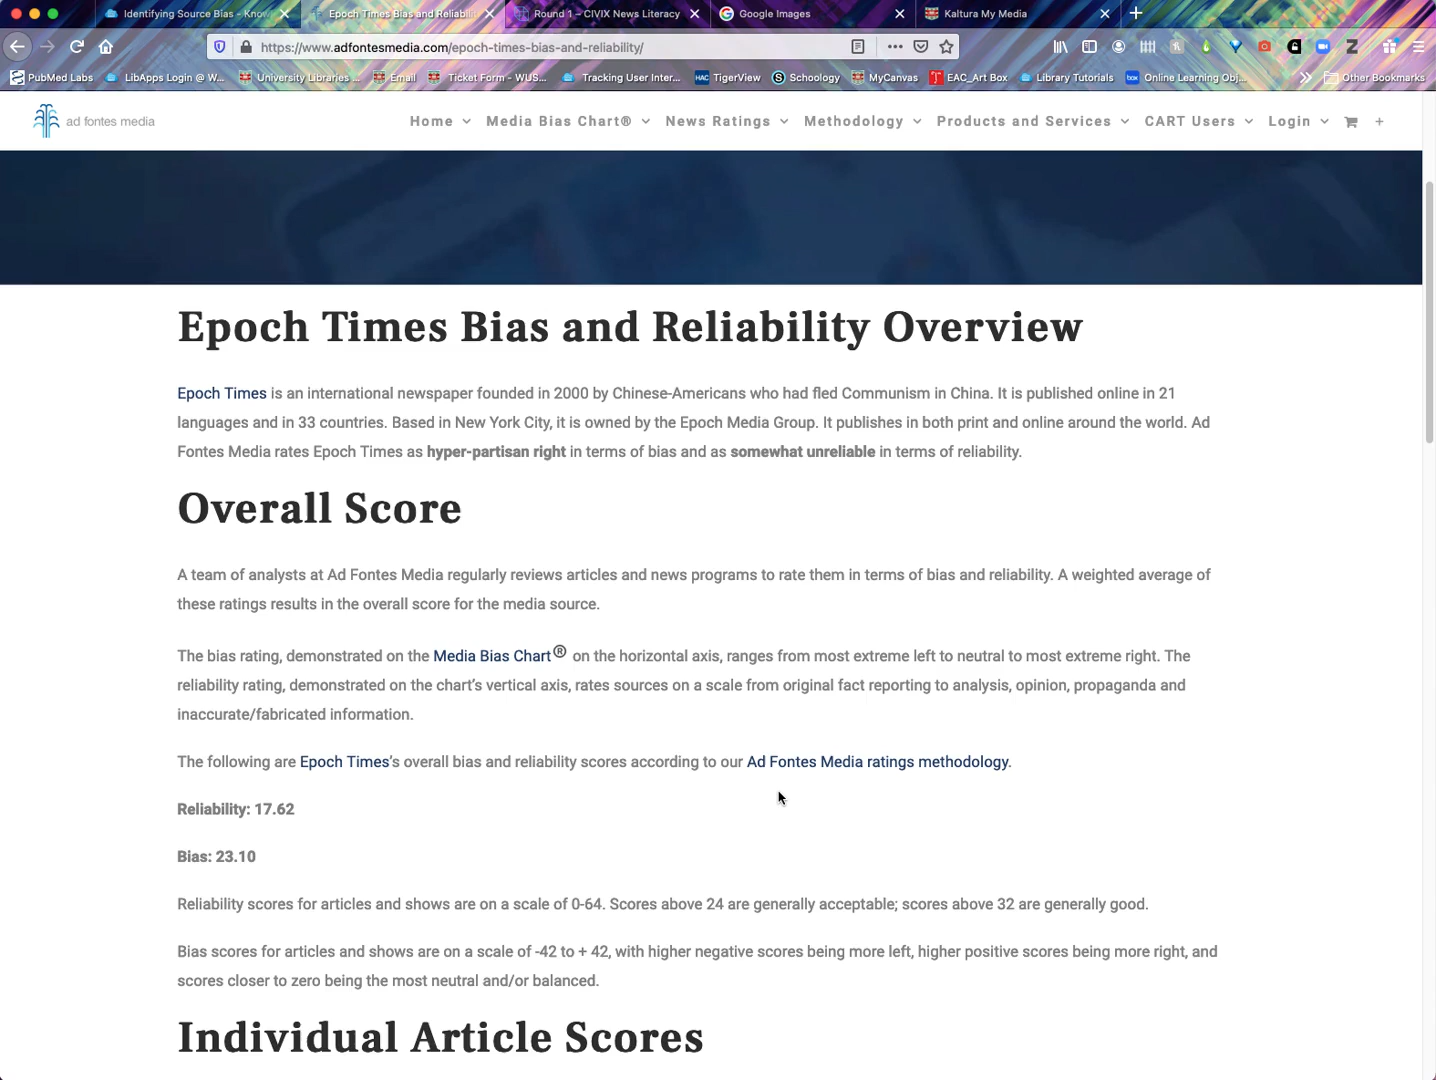 Identifying Source Bias - Know
Epoch Times Bias and Reliabilit
Round 1 – CIVIX News Literacy
Google Images
Kaltura My Media
https://www.adfontesmedia.com/epoch-times-bias-and-reliability/
PubMed Labs
LibApps Login @ W...
University Libraries ...
Email
Ticket Form - WUS...
Tracking User Inter...
HAC TigerView
S Schoology
MyCanvas
EAC_Art Box
Library Tutorials
box Online Learning Obj...
Other Bookmarks
ad fontes media
Home
Media Bias Chart®
News Ratings
Methodology
Products and Services
CART Users
Login
+
Epoch Times Bias and Reliability Overview
Epoch Times is an international newspaper founded in 2000 by Chinese-Americans who had fled Communism in China. It is published online in 21
languages and in 33 countries. Based in New York City, it is owned by the Epoch Media Group. It publishes in both print and online around the world. Ad
Fontes Media rates Epoch Times as hyper-partisan right in terms of bias and as somewhat unreliable in terms of reliability.
Overall Score
A team of analysts at Ad Fontes Media regularly reviews articles and news programs to rate them in terms of bias and reliability. A weighted average of
these ratings results in the overall score for the media source.
The bias rating, demonstrated on the Media Bias Chart® on the horizontal axis, ranges from most extreme left to neutral to most extreme right. The
reliability rating, demonstrated on the chart's vertical axis, rates sources on a scale from original fact reporting to analysis, opinion, propaganda and
inaccurate/fabricated information.
The following are Epoch Times's overall bias and reliability scores according to our Ad Fontes Media ratings methodology.
Reliability: 17.62
Bias: 23.10
Reliability scores for articles and shows are on a scale of 0-64. Scores above 24 are generally acceptable; scores above 32 are generally good.
Bias scores for articles and shows are on a scale of -42 to + 42, with higher negative scores being more left, higher positive scores being more right, and
scores closer to zero being the most neutral and/or balanced.
Individual Article Scores